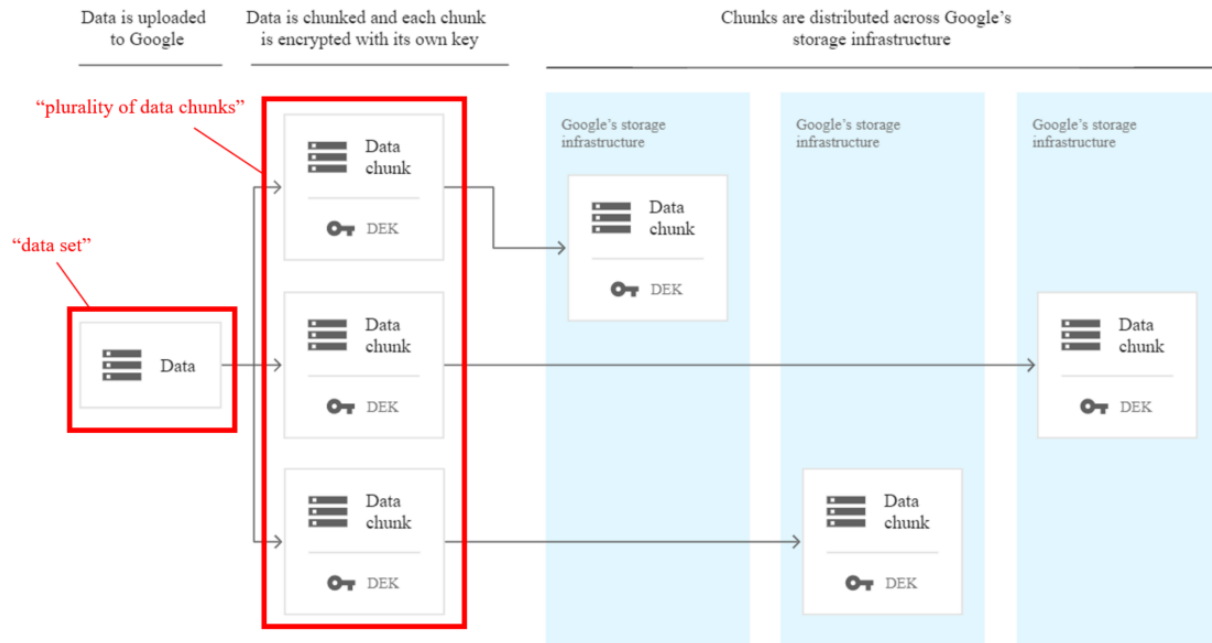 Data is uploaded
to Google
Data is chunked and each chunk
is encrypted with its own key
Chunks are distributed across Google's
storage infrastructure
“plurality of data chunks”
“data set”
Data
Data
chunk
DEK
Data
chunk
DEK
Data
chunk
DEK
Google's storage
infrastructure
Data
chunk
DEK
Google's storage
infrastructure
Data
chunk
DEK
Google's storage
infrastructure
Data
chunk
DEK